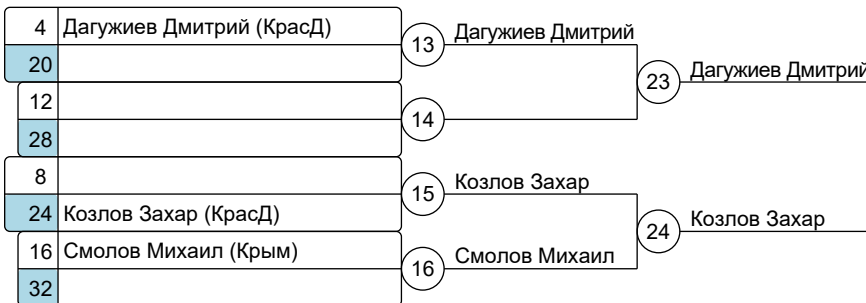 4 Дагужиев Дмитрий (КрасД)
13 Дагужиев Дмитрий
20
23 Дагужиев Дмитрий
12
14
28
8
15 Козлов Захар
24 Козлов Захар (КрасД)
24 Козлов Захар
16 Смолов Михаил (Крым)
16 Смолов Михаил
32